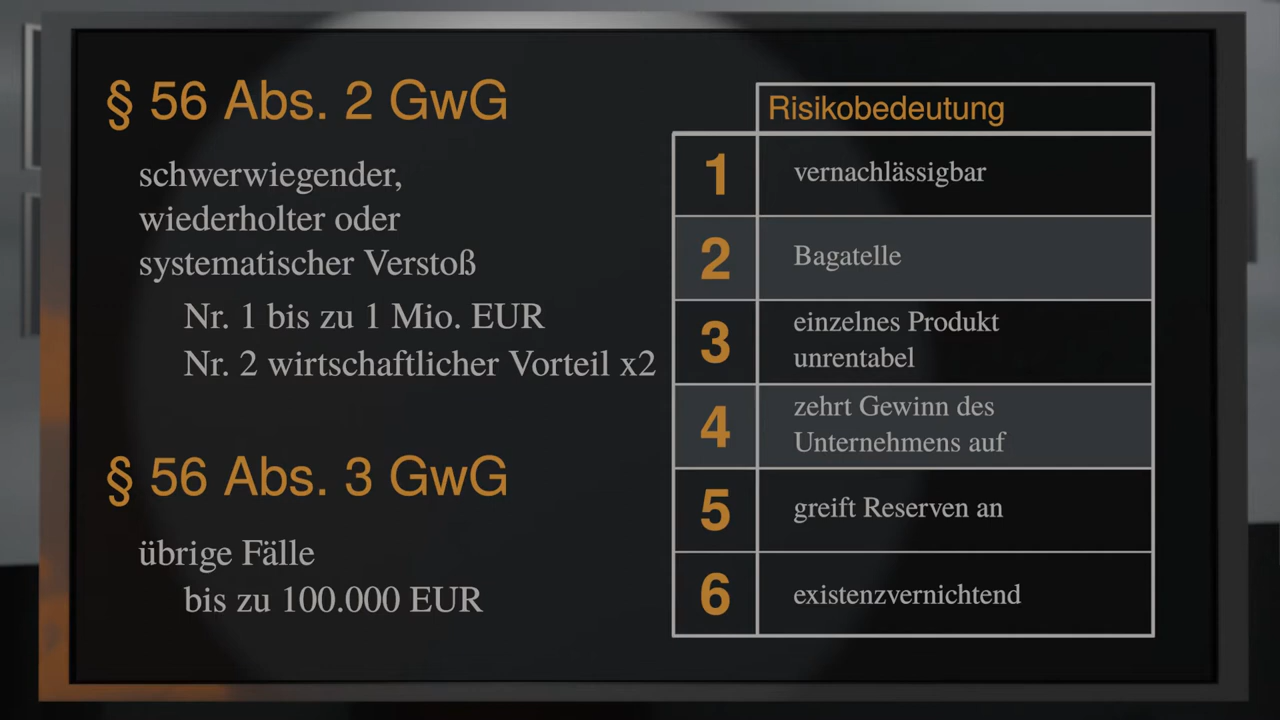 § 56 Abs. 2 GwG
schwerwiegender,
wiederholter oder
systematischer Verstoß
Nr. 1 bis zu 1 Mio. EUR
Nr. 2 wirtschaftlicher Vorteil x2
§ 56 Abs. 3 GwG
übrige Fälle
bis zu 100.000 EUR
Risikobedeutung
1 vernachlässigbar
2 Bagatelle
3 einzelnes Produkt
unrentabel
4 zehrt Gewinn des
Unternehmens auf
5 greift Reserven an
6 existenzvernichtend